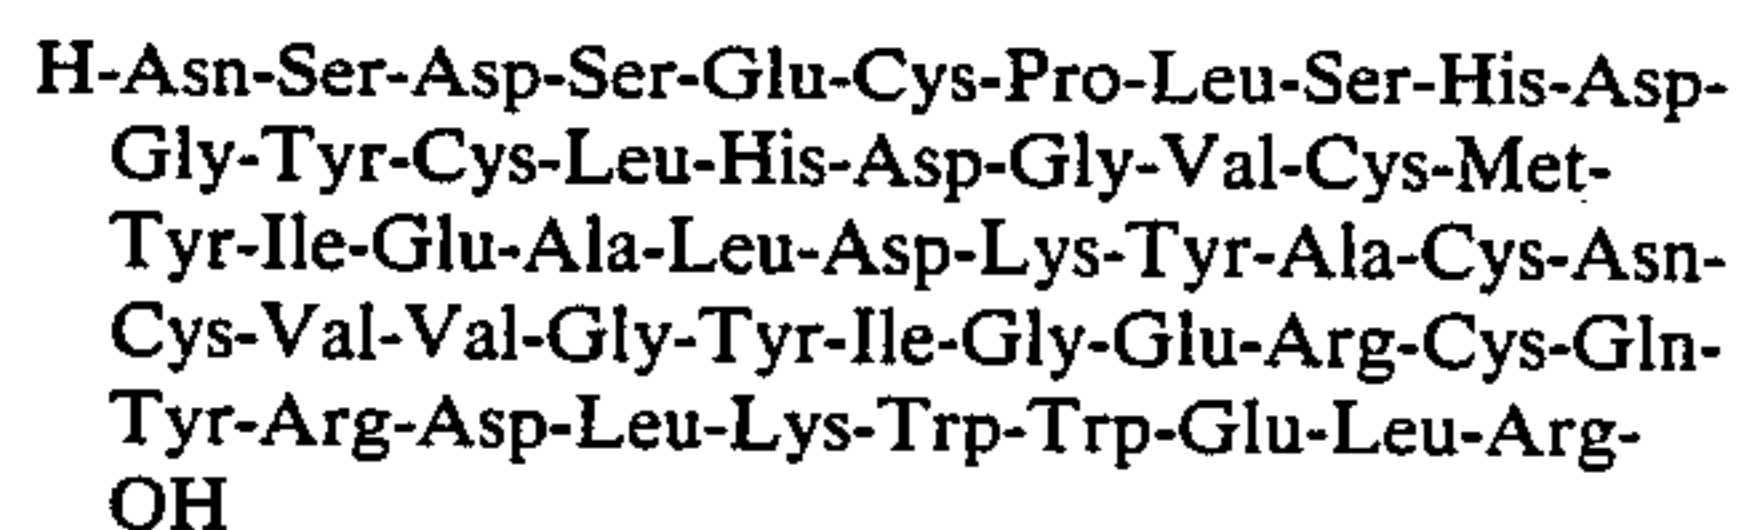 H-Asn-Ser-Asp-Ser-Glu-Cys-Pro-Leu-Ser-His-Asp-
Gly-Tyr-Cys-Leu-His-Asp-Gly-Val-Cys-Met-
Tyr-Ile-Glu-Ala-Leu-Asp-Lys-Tyr-Ala-Cys-Asn-
Cys-Val-Val-Gly-Tyr-Ile-Gly-Glu-Arg-Cys-Gln-
Tyr-Arg-Asp-Leu-Lys-Trp-Trp-Glu-Leu-Arg-
OH